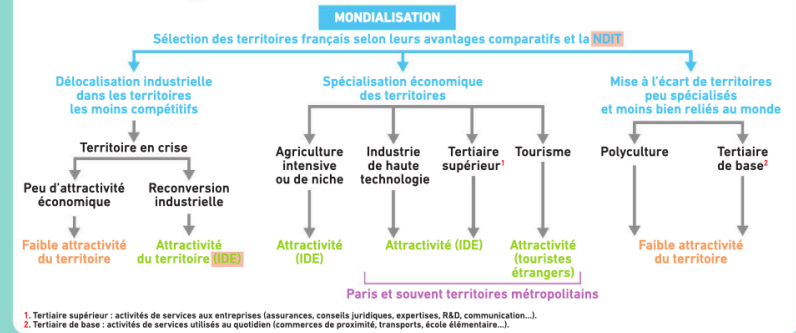 MONDIALISATION
Sélection des territoires français selon leurs avantages comparatifs et la NDIT
Délocalisation industrielle
dans les territoires
les moins compétitifs
Spécialisation économique
des territoires
Mise à l'écart de territoires
peu spécialisés
et moins bien reliés au monde
Territoire en crise
Peu d'attractivité
économique
Reconversion
industrielle
Agriculture
intensive
ou de niche
Industrie
de haute
technologie
Tertiaire
supérieur1
Tourisme
Polyculture
Tertiaire
de base2
Faible attractivité
du territoire
Attractivité
du territoire (IDE)
Attractivité
(IDE)
Attractivité (IDE)
Attractivité
(touristes
étrangers)
Faible attractivité
du territoire
Paris et souvent territoires métropolitains
1. Tertiaire supérieur : activités de services aux entreprises (assurances, conseils juridiques, expertises, R&D, communication...).
2. Tertiaire de base : activités de services utilisés au quotidien (commerces de proximité, transports, école élémentaire...).